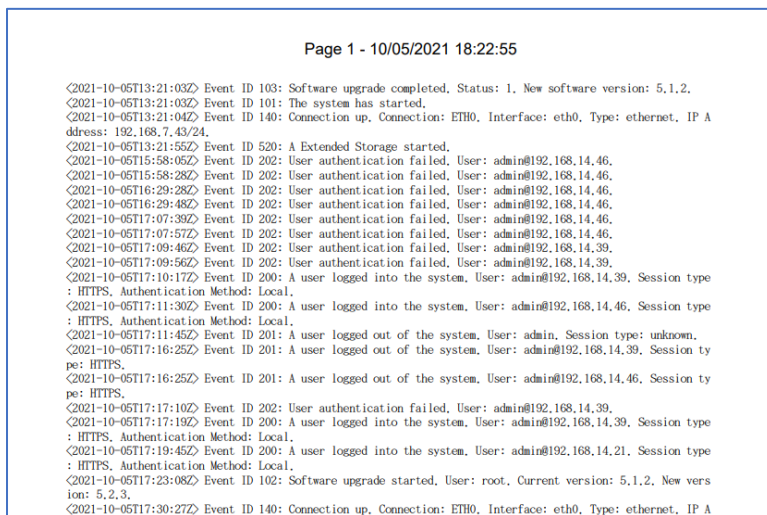 Page 1 - 10/05/2021 18:22:55
<2021-10-05T13:21:03Z> Event ID 103: Software upgrade completed. Status: 1. New software version: 5.1.2.
<2021-10-05T13:21:03Z> Event ID 101: The system has started.
<2021-10-05T13:21:04Z> Event ID 140: Connection up. Connection: ETH0. Interface: eth0. Type: ethernet. IP A
ddress: 192.168.7.43/24.
<2021-10-05T13:21:55Z> Event ID 520: A Extended Storage started.
<2021-10-05T15:58:05Z> Event ID 202: User authentication failed. User: admin@192.168.14.46.
<2021-10-05T15:58:28Z> Event ID 202: User authentication failed. User: admin@192.168.14.46.
<2021-10-05T16:29:28Z> Event ID 202: User authentication failed. User: admin@192.168.14.46.
<2021-10-05T16:29:48Z> Event ID 202: User authentication failed. User: admin@192.168.14.46.
<2021-10-05T17:07:39Z> Event ID 202: User authentication failed. User: admin@192.168.14.46.
<2021-10-05T17:07:57Z> Event ID 202: User authentication failed. User: admin@192.168.14.46.
<2021-10-05T17:09:46Z> Event ID 202: User authentication failed. User: admin@192.168.14.39.
<2021-10-05T17:09:56Z> Event ID 202: User authentication failed. User: admin@192.168.14.39.
<2021-10-05T17:10:17Z> Event ID 200: A user logged into the system. User: admin@192.168.14.39. Session type
: HTTPS. Authentication Method: Local.
<2021-10-05T17:11:30Z> Event ID 200: A user logged into the system. User: admin@192.168.14.46. Session type
: HTTPS. Authentication Method: Local.
<2021-10-05T17:11:45Z> Event ID 201: A user logged out of the system. User: admin. Session type: unknown.
<2021-10-05T17:16:25Z> Event ID 201: A user logged out of the system. User: admin@192.168.14.39. Session ty
pe: HTTPS.
<2021-10-05T17:16:25Z> Event ID 201: A user logged out of the system. User: admin@192.168.14.46. Session ty
pe: HTTPS.
<2021-10-05T17:17:10Z> Event ID 202: User authentication failed. User: admin@192.168.14.39.
<2021-10-05T17:17:19Z> Event ID 200: A user logged into the system. User: admin@192.168.14.39. Session type
: HTTPS. Authentication Method: Local.
<2021-10-05T17:19:45Z> Event ID 200: A user logged into the system. User: admin@192.168.14.21. Session type
: HTTPS. Authentication Method: Local.
<2021-10-05T17:23:08Z> Event ID 102: Software upgrade started. User: root. Current version: 5.1.2. New vers
ion: 5.2.3.
<2021-10-05T17:30:27Z> Event ID 140: Connection up. Connection: ETH0. Interface: eth0. Type: ethernet. IP A